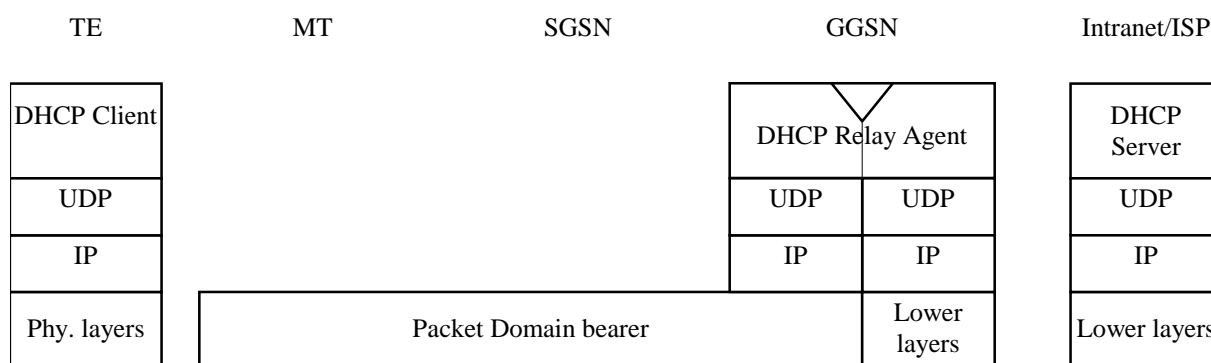 TE MT SGSN GGSN Intranet/ISP
DHCP Client
DHCP Relay Agent
DHCP
Server
UDP UDP UDP UDP
IP IP IP IP
Phy. layers Packet Domain bearer Lower
layers Lower layers